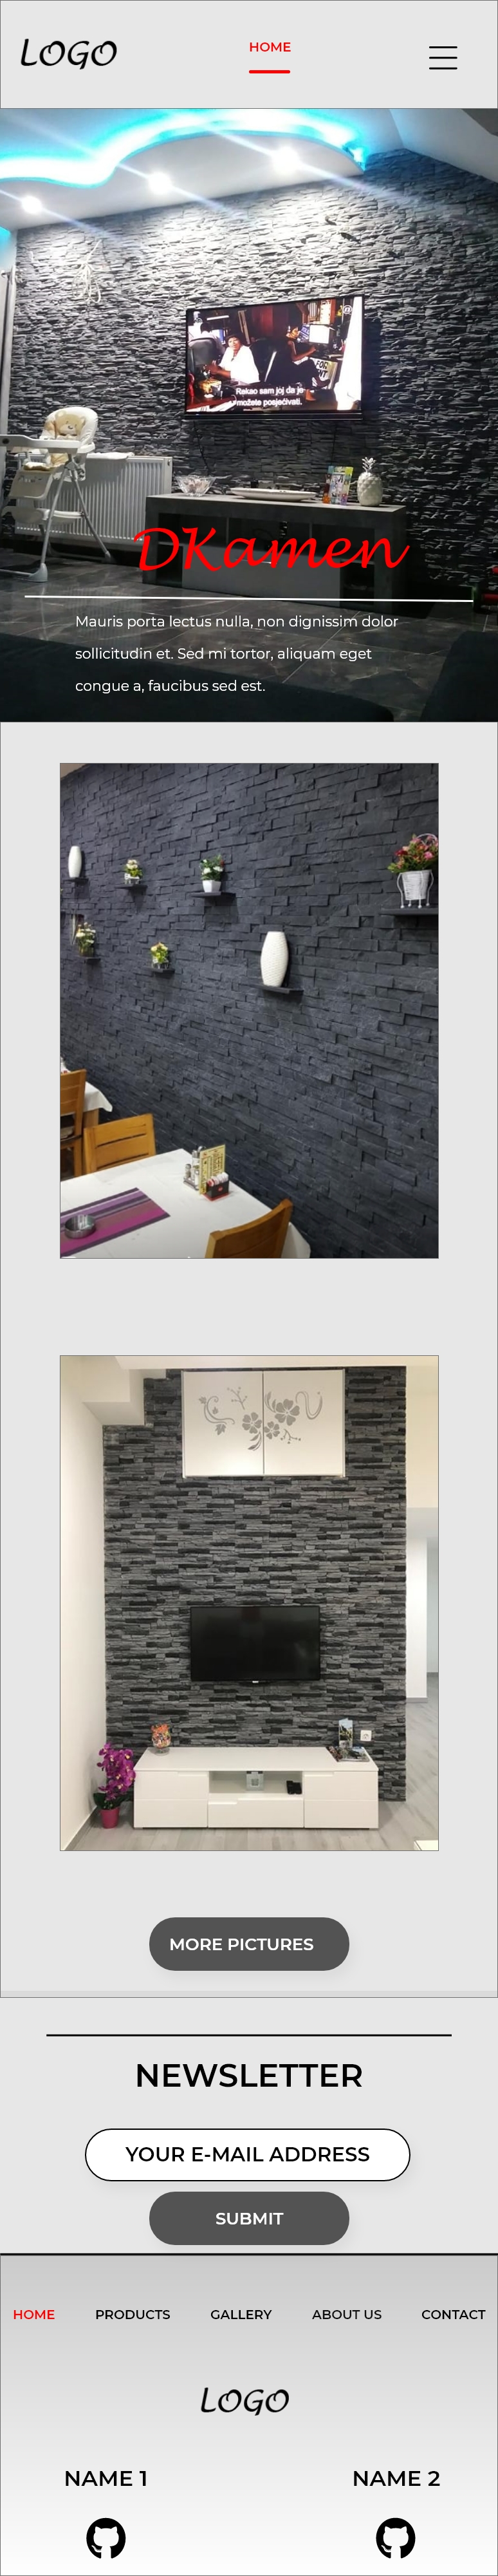 LOGO
HOME
Rekao sam joj da je
možete posjećivati.
DKamen
Mauris porta lectus nulla, non dignissim dolor
sollicitudin et. Sed mi tortor, aliquam eget
congue a, faucibus sed est.
MORE PICTURES
NEWSLETTER
YOUR E-MAIL ADDRESS
SUBMIT
HOME PRODUCTS GALLERY ABOUT US CONTACT
LOGO
NAME 1 NAME 2